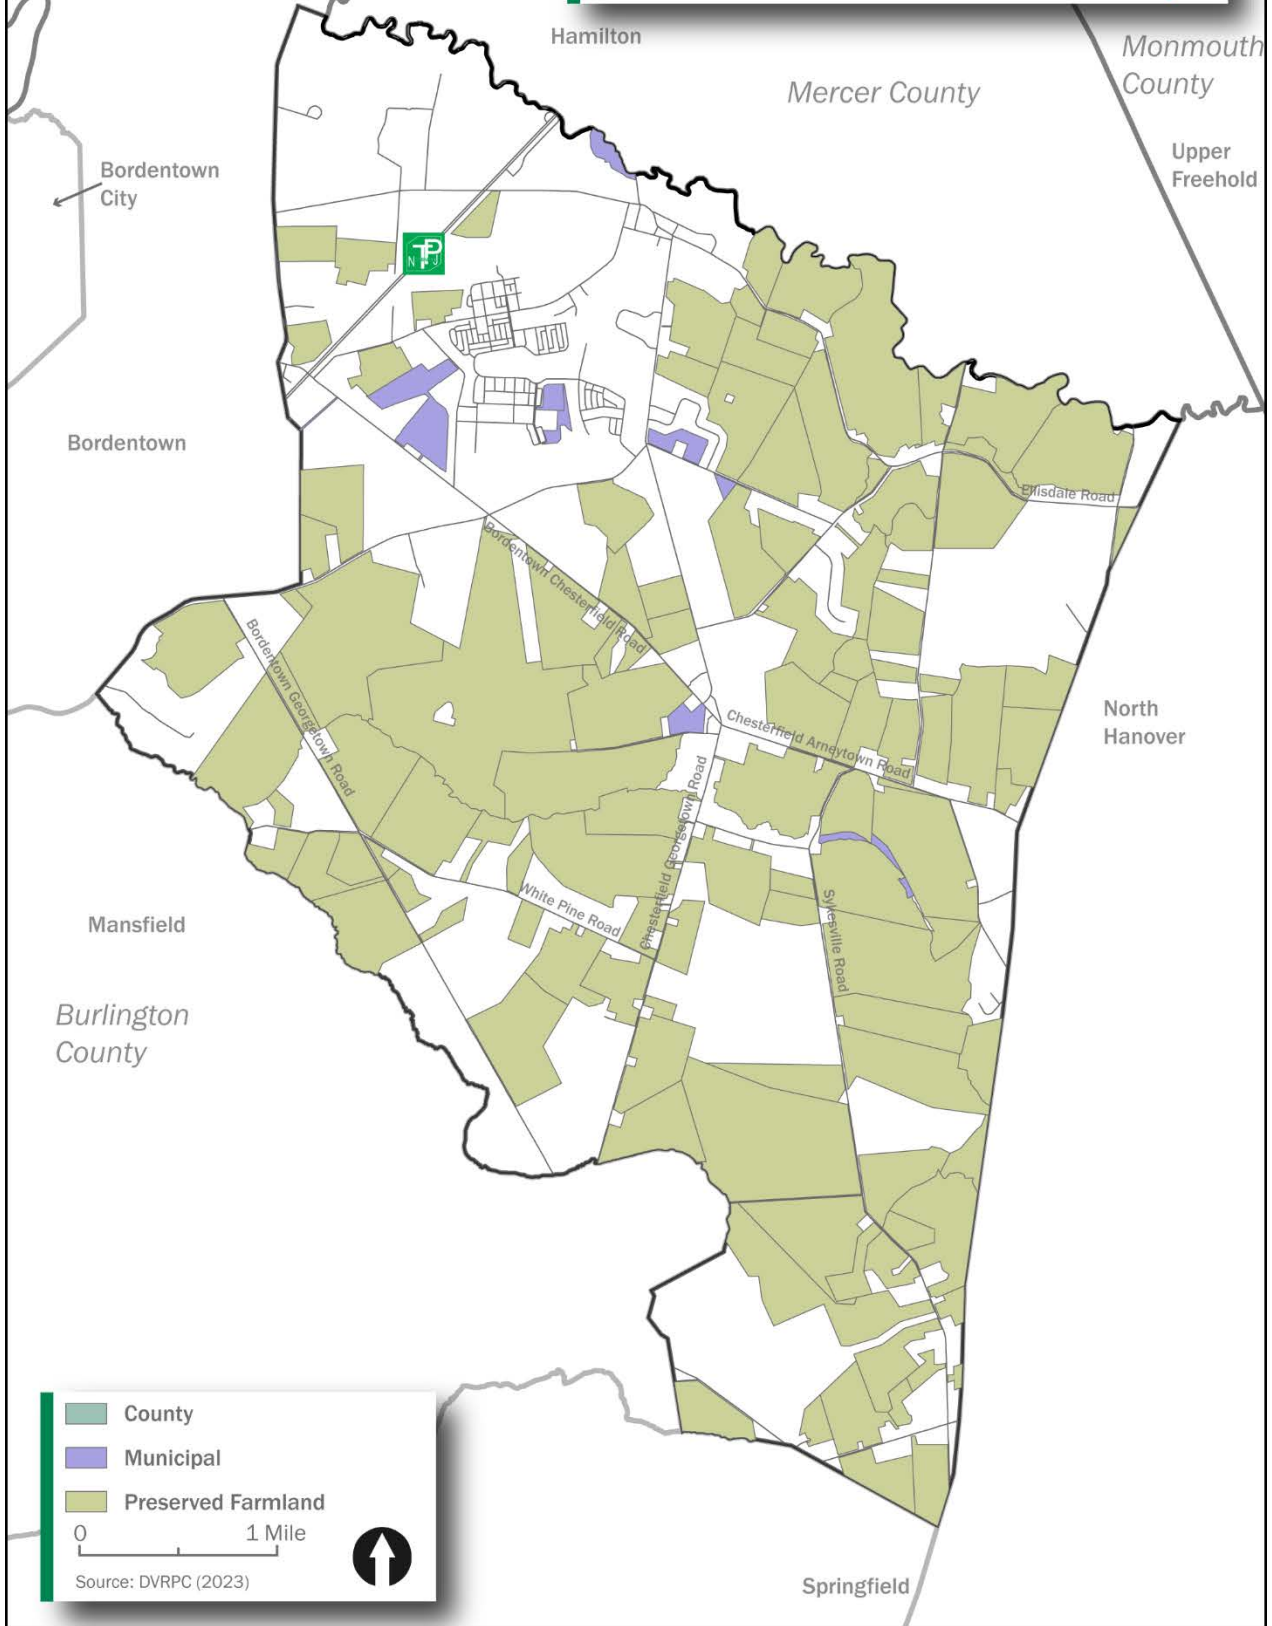 Hamilton
Monmouth
County
Mercer County
Upper
Freehold
Bordentown
City
N J
TP
Bordentown
Ellisdale Road
Bordentown Chesterfield Road
Bordentown Georgetown Road
North
Hanover
Chesterfield Arneytown Road
Chesterfield Georgetown Road
White Pine Road
Sykesville Road
Mansfield
Burlington
County
County
Municipal
Preserved Farmland
0 1 Mile
Source: DVRPC (2023)
Springfield